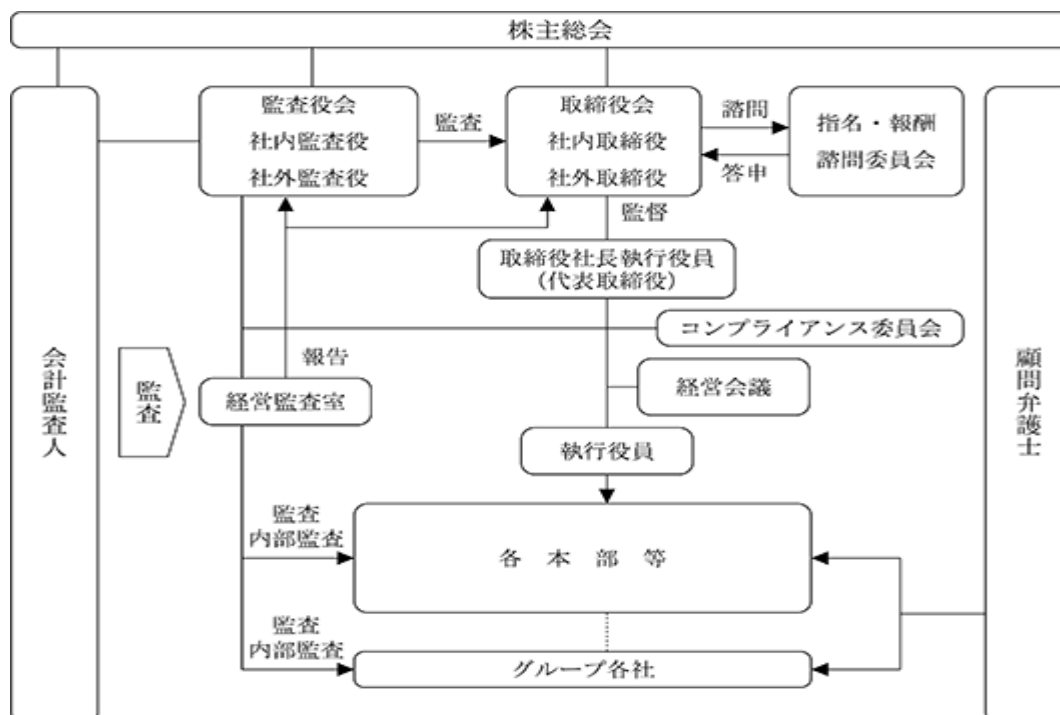 株主総会
監査役会
社内監査役
社外監査役
監査
取締役会
社内取締役
社外取締役
諮問
答申
指名・報酬
諮問委員会
監督
取締役社長執行役員
(代表取締役)
コンプライアンス委員会
報告
会計監査人
監査
経営監査室
経営会議
顧問弁護士
執行役員
監査
内部監査
各本部等
監査
内部監査
グループ各社